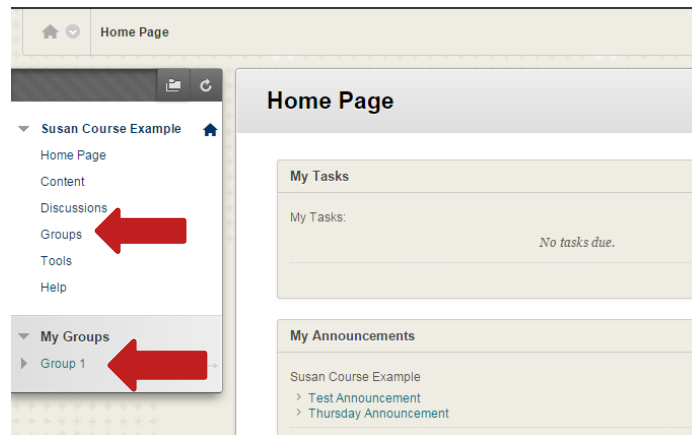 Home Page
Susan Course Example
Home Page
Content
Discussions
Groups
Tools
Help
My Groups
Group 1
Home Page
My Tasks
My Tasks:
No tasks due.
My Announcements
Susan Course Example
Test Announcement
Thursday Announcement